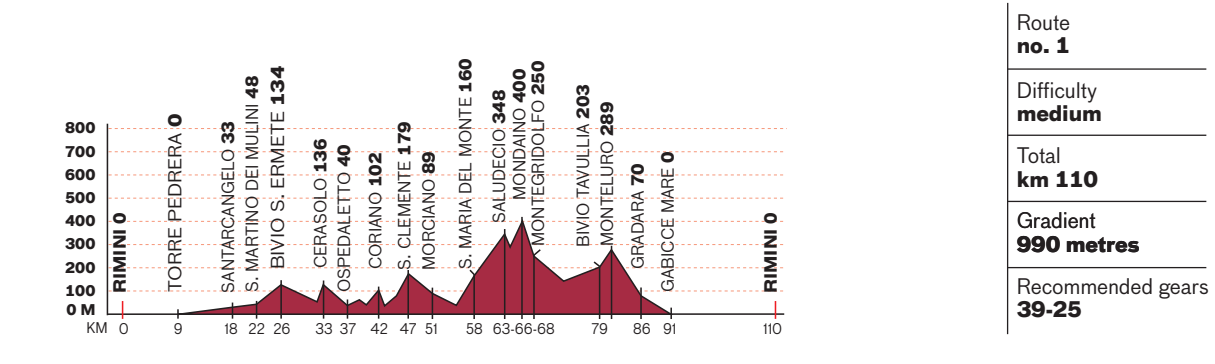 RIMINI 0
TORRE PEDRERA 0
SANTARCANGELO 33
S. MARTINO DEI MULINI 48
BIVIO S. ERMETE 134
CERASOLO 136
OSPEDALETTO 40
CORIANO 102
S. CLEMENTE 179
MORCIANO 89
S. MARIA DEL MONTE 160
SALUDECIO 348
MONDAINO 400
MONTEGRIDOLFO 250
BIVIO TAVULLIA 203
MONTELURO 289
GRADARA 70
GABICCE MARE 0
RIMINI 0
800
700
600
500
400
300
200
100
0 M
KM 0 9 18 22 26 33 37 42 47 51 58 63-66-68 79 86 91 110
Route
no. 1
Difficulty
medium
Total
km 110
Gradient
990 metres
Recommended gears
39-25